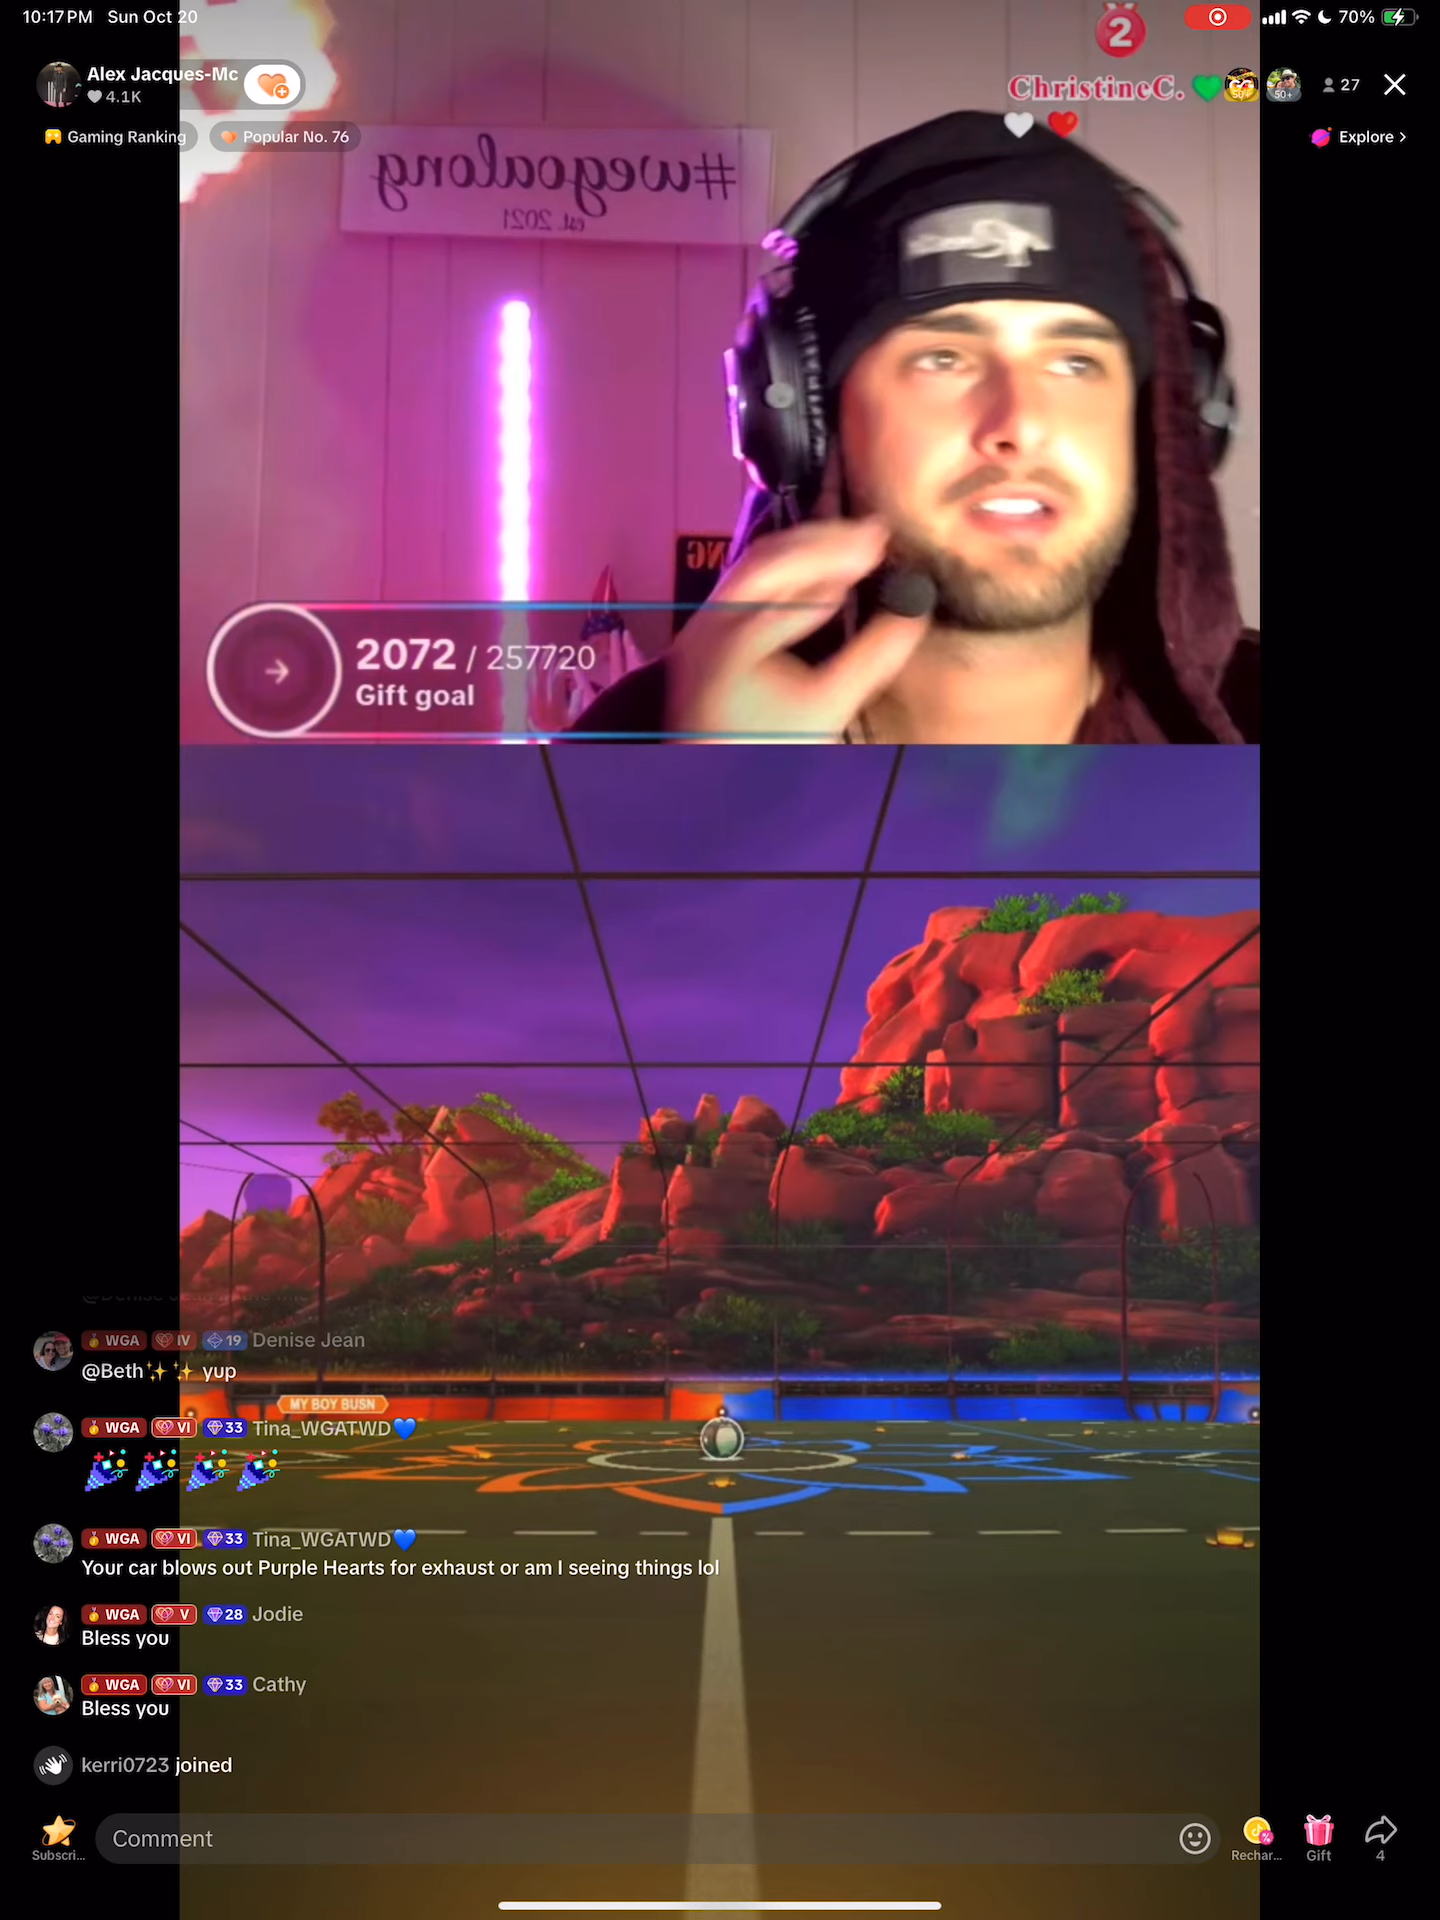 10:17 PM Sun Oct 20
70%
2
Alex Jacques-Mc
4.1K
ChristineC.
50+
50+
27
Gaming Ranking
Popular No. 76
Explore >
#wegoalong
est. 2021
NG
2072 / 257720
Gift goal
WGA IV 19 Denise Jean
@Beth✨✨ yup
MY BOY BUSN
WGA VI 33 Tina_WGATWD💙
WGA VI 33 Tina_WGATWD💙
Your car blows out Purple Hearts for exhaust or am I seeing things lol
WGA V 28 Jodie
Bless you
WGA VI 33 Cathy
Bless you
kerri0723 joined
Comment
Subscri...
Rechar...
Gift
4